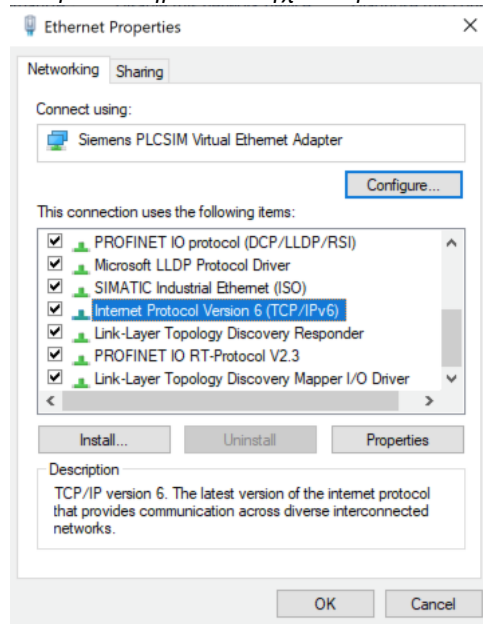 Ethernet Properties
Networking
Sharing
Connect using:
Siemens PLCSIM Virtual Ethernet Adapter
Configure...
This connection uses the following items:
PROFINET IO protocol (DCP/LLDP/RSI)
Microsoft LLDP Protocol Driver
SIMATIC Industrial Ethernet (ISO)
Internet Protocol Version 6 (TCP/IPv6)
Link-Layer Topology Discovery Responder
PROFINET IO RT-Protocol V2.3
Link-Layer Topology Discovery Mapper I/O Driver
Install...
Uninstall
Properties
Description
TCP/IP version 6. The latest version of the internet protocol
that provides communication across diverse interconnected
networks.
OK
Cancel